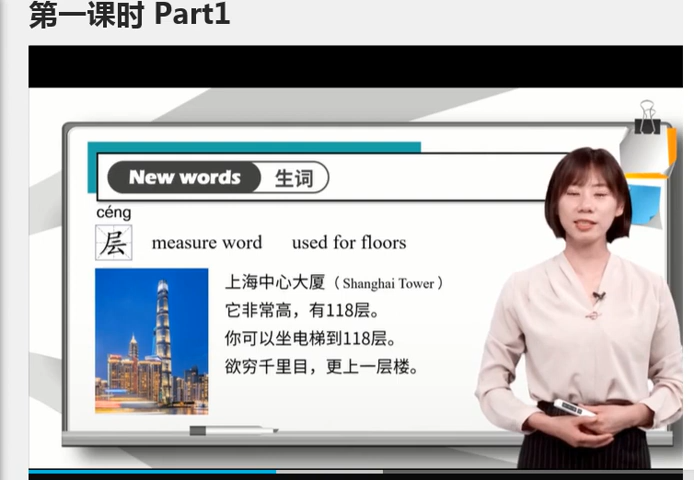 第一课时 Part1
New words 生词
céng
层 measure word used for floors
上海中心大厦（Shanghai Tower）
它非常高，有118层。
你可以坐电梯到118层。
欲穷千里目，更上一层楼。